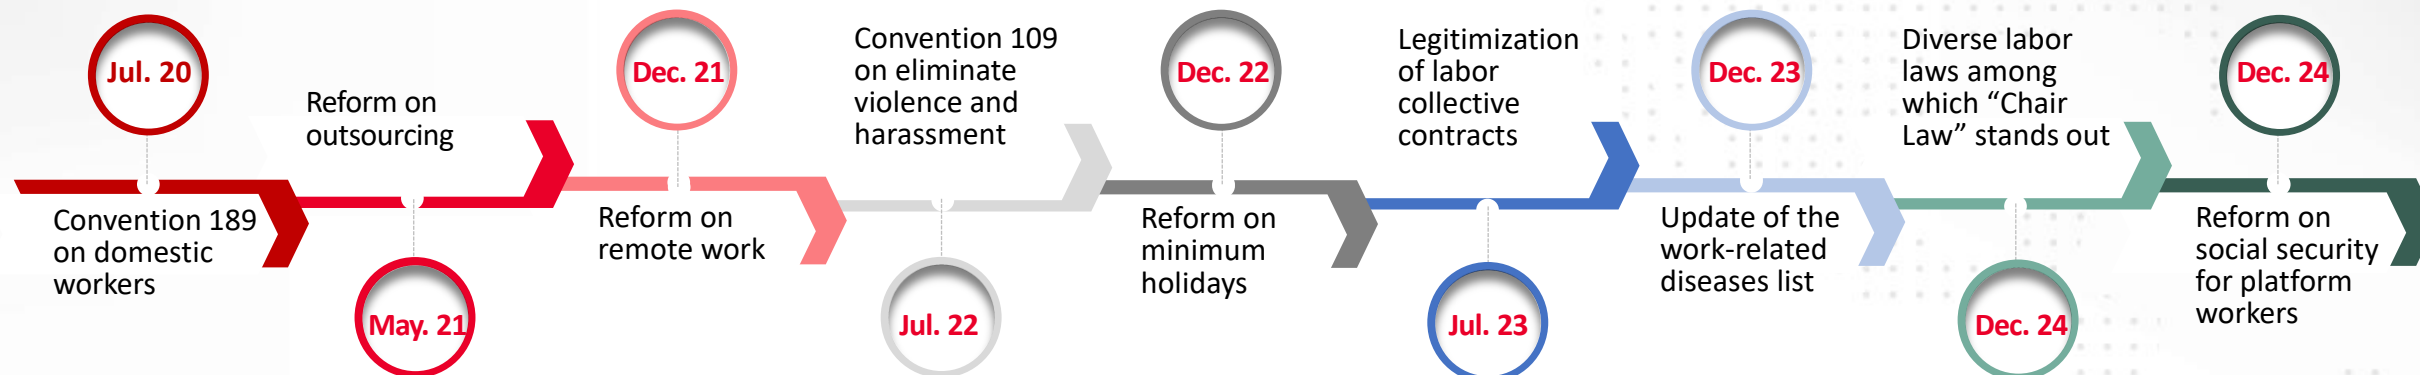 Jul. 20
Convention 189
on domestic
workers
Reform on
outsourcing
May. 21
Dec. 21
Reform on
remote work
Convention 109
on eliminate
violence and
harassment
Jul. 22
Dec. 22
Reform on
minimum
holidays
Legitimization
of labor
collective
contracts
Jul. 23
Dec. 23
Update of the
work-related
diseases list
Diverse labor
laws among
which “Chair
Law” stands out
Dec. 24
Dec. 24
Reform on
social security
for platform
workers